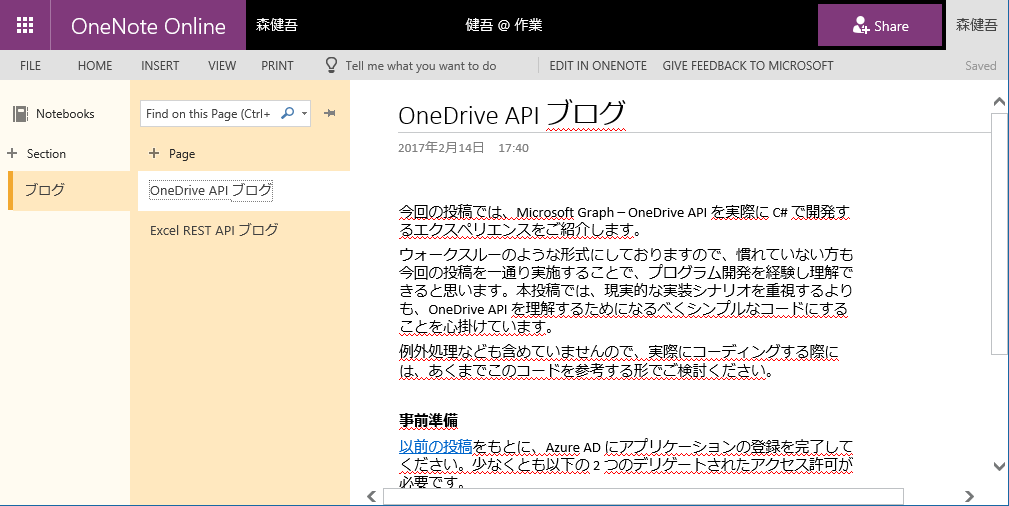 OneNote Online
森健吾
健吾 @ 作業
Share
森健吾
FILE
HOME
INSERT
VIEW
PRINT
Tell me what you want to do
EDIT IN ONENOTE
GIVE FEEDBACK TO MICROSOFT
Saved
Notebooks
+ Section
ブログ
Find on this Page (Ctrl+
+ Page
OneDrive API ブログ
Excel REST API ブログ
OneDrive API ブログ
2017年2月14日 17:40
今回の投稿では、Microsoft Graph – OneDrive API を実際に C# で開発す
るエクスペリエンスをご紹介します。
ウォークスルーのような形式にしておりますので、慣れていない方も
今回の投稿を一通り実施することで、プログラム開発を経験し理解で
きると思います。本投稿では、現実的な実装シナリオを重視するより
も、OneDrive API を理解するためになるべくシンプルなコードにする
ことを心掛けています。
例外処理なども含めていませんので、実際にコーディングする際に
は、あくまでこのコードを参考する形でご検討ください。
事前準備
以前の投稿をもとに、Azure AD にアプリケーションの登録を完了して
ください。少なくとも以下の 2 つのデリゲートされたアクセス許可が
必要です。